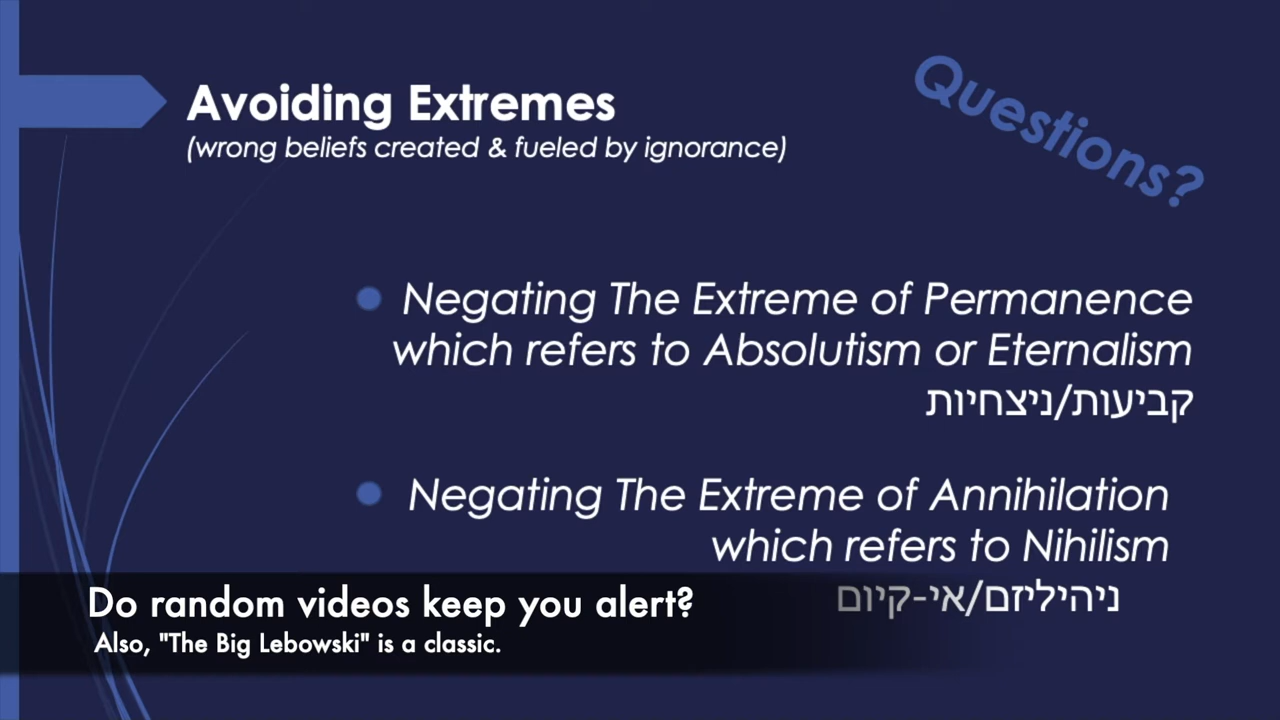 Avoiding Extremes
(wrong beliefs created & fueled by ignorance)
Questions?
Negating The Extreme of Permanence
which refers to Absolutism or Eternalism
קביעות/ניצחיות
Negating The Extreme of Annihilation
which refers to Nihilism
ניהיליזם/אי-קיום
Do random videos keep you alert?
Also, "The Big Lebowski" is a classic.